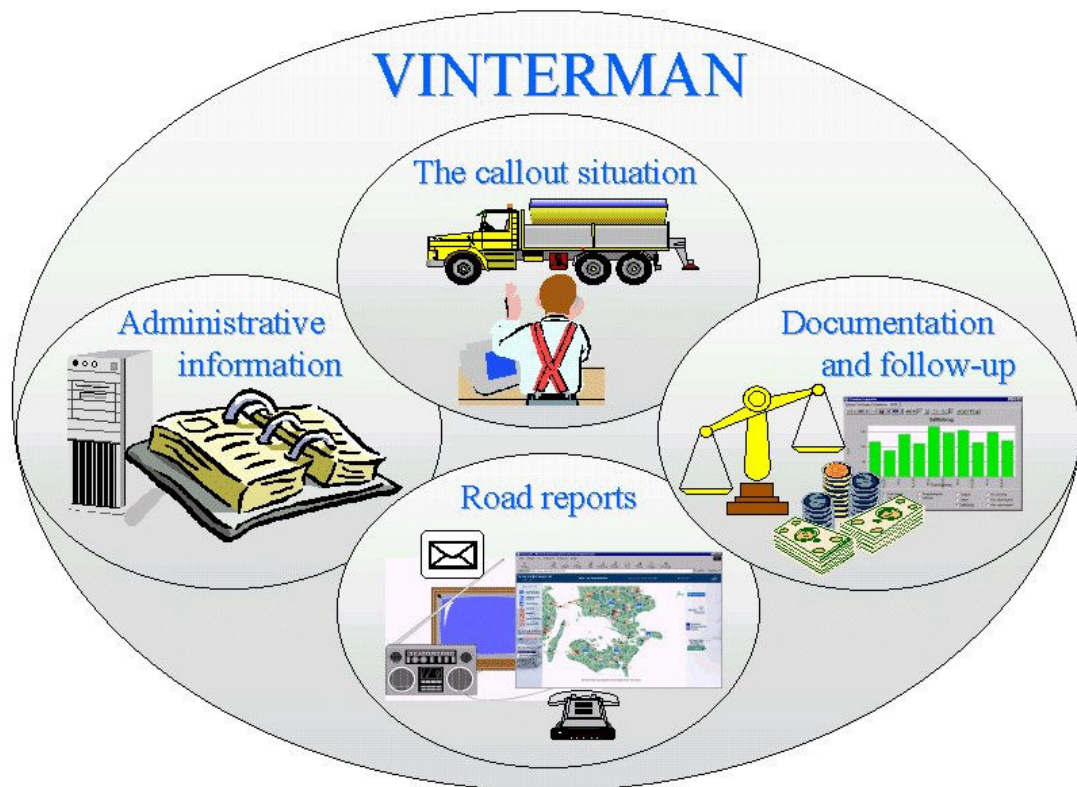 VINTERMAN
The callout situation
Administrative
information
Documentation
and follow-up
Road reports